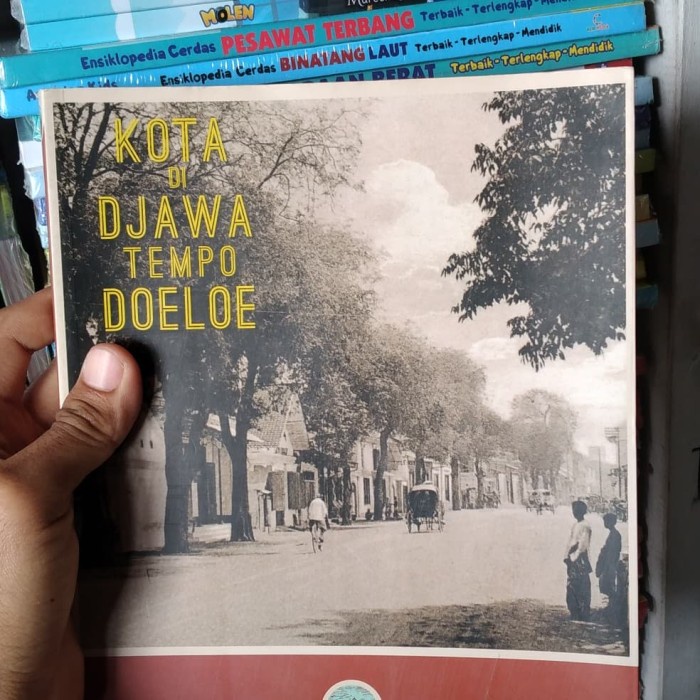 MOLEN
Ensiklopedia Cerdas PESAWAT TERBANG Terbaik - Terlengkap - Mendidik
Ensiklopedia Cerdas BINATANG LAUT Terbaik - Terlengkap - Mendidik
BERAT Terbaik - Terlengkap - Mendidik
KOTA
DI
DJAWA
TEMPO
DOELOE